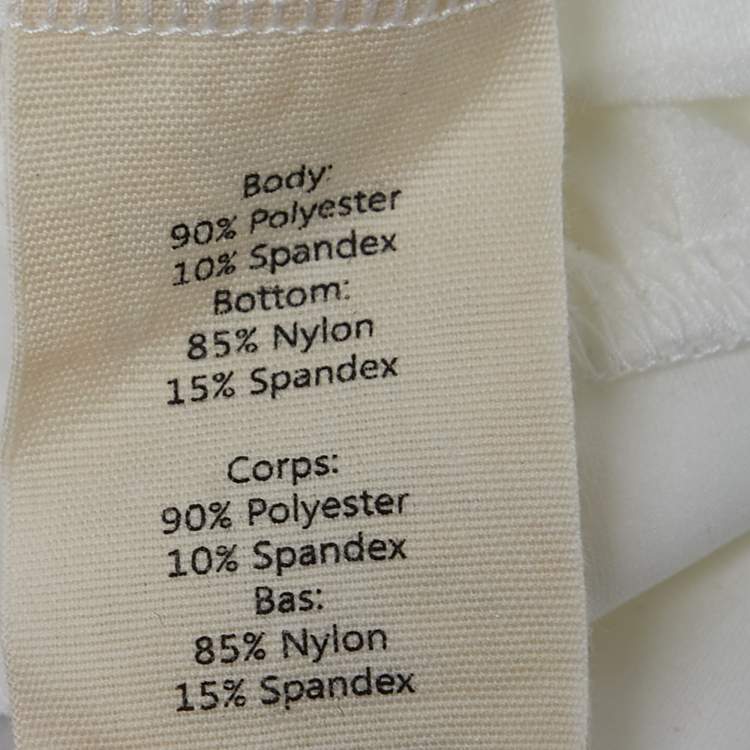 Body:
90% Polyester
10% Spandex
Bottom:
85% Nylon
15% Spandex
Corps:
90% Polyester
10% Spandex
Bas:
85% Nylon
15% Spandex